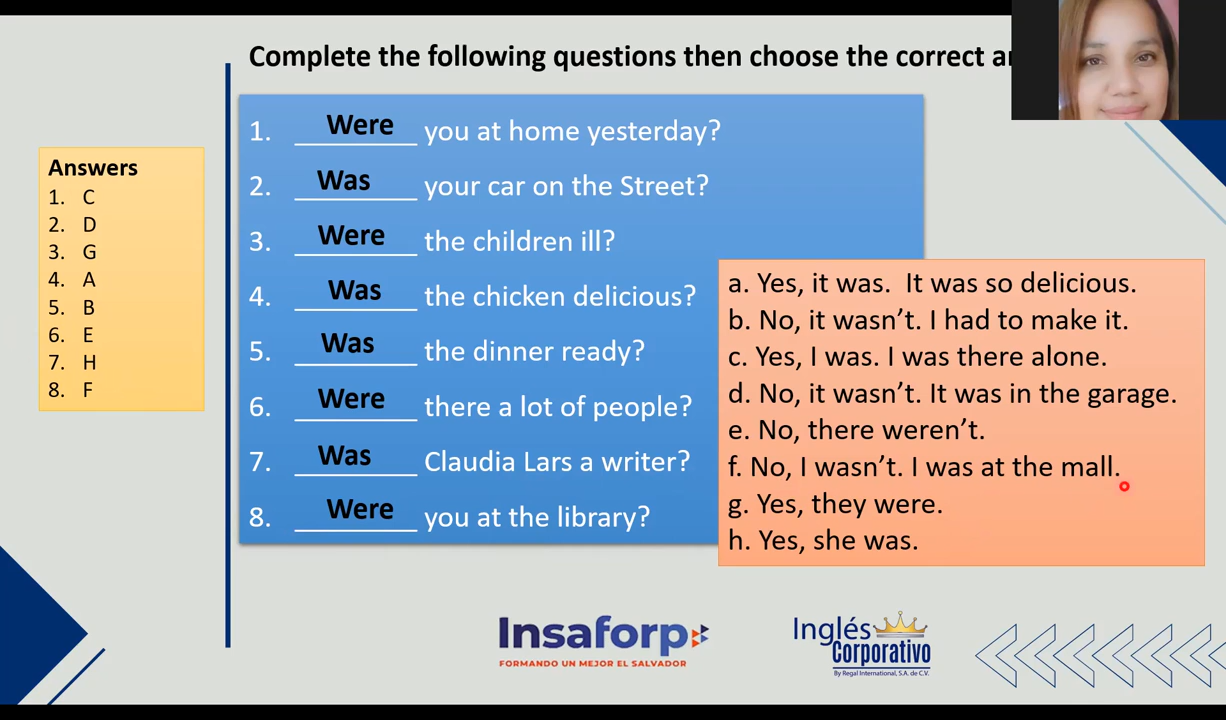 Complete the following questions then choose the correct
Answers
1. C
2. D
3. G
4. A
5. B
6. E
7. H
8. F
1. Were you at home yesterday?
2. Was your car on the Street?
3. Were the children ill?
4. Was the chicken delicious?
5. Was the dinner ready?
6. Were there a lot of people?
7. Was Claudia Lars a writer?
8. Were you at the library?
a. Yes, it was. It was so delicious.
b. No, it wasn’t. I had to make it.
c. Yes, I was. I was there alone.
d. No, it wasn’t. It was in the garage.
e. No, there weren’t.
f. No, I wasn’t. I was at the mall.
g. Yes, they were.
h. Yes, she was.
Insaforp
FORMANDO UN MEJOR EL SALVADOR
Inglés
Corporativo
By Regal International, S.A. de C.V.